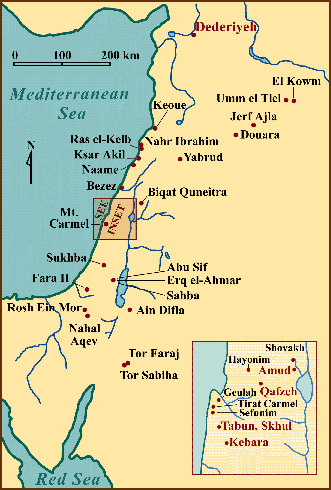 Dederiyeh
0 100 200 km
Mediterranean
Sea
El Kowm
Umm el Tlel
Keoue
Jerf Ajla
Douara
Ras el-Kelb
Nahr Ibrahim
Ksar Akil
Yabrud
Naame
Bezez
Biqat Quneitra
N
SEE
INSET
Mt.
Carmel
Sukhba
Abu Sif
Fara II
Erq el-Ahmar
Sahba
Rosh Ein Mor
Ain Difla
Nahal
Aqev
Tor Faraj
Tor Sabiha
Shovakh
Hayonim
Amud
Qafzeh
Geulah
Tirat Carmel
Sefunim
Tabun, Skhul
Kebara
Red Sea